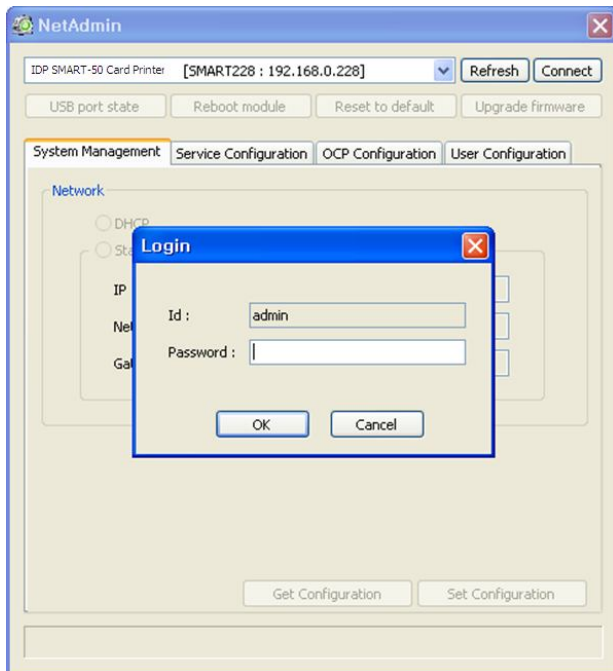 NetAdmin
IDP SMART-50 Card Printer [SMART228 : 192.168.0.228] Refresh Connect
USB port state Reboot module Reset to default Upgrade firmware
System Management Service Configuration OCP Configuration User Configuration
Network
DHCP
Login
IP
Id : admin
Password :
OK Cancel
Get Configuration Set Configuration